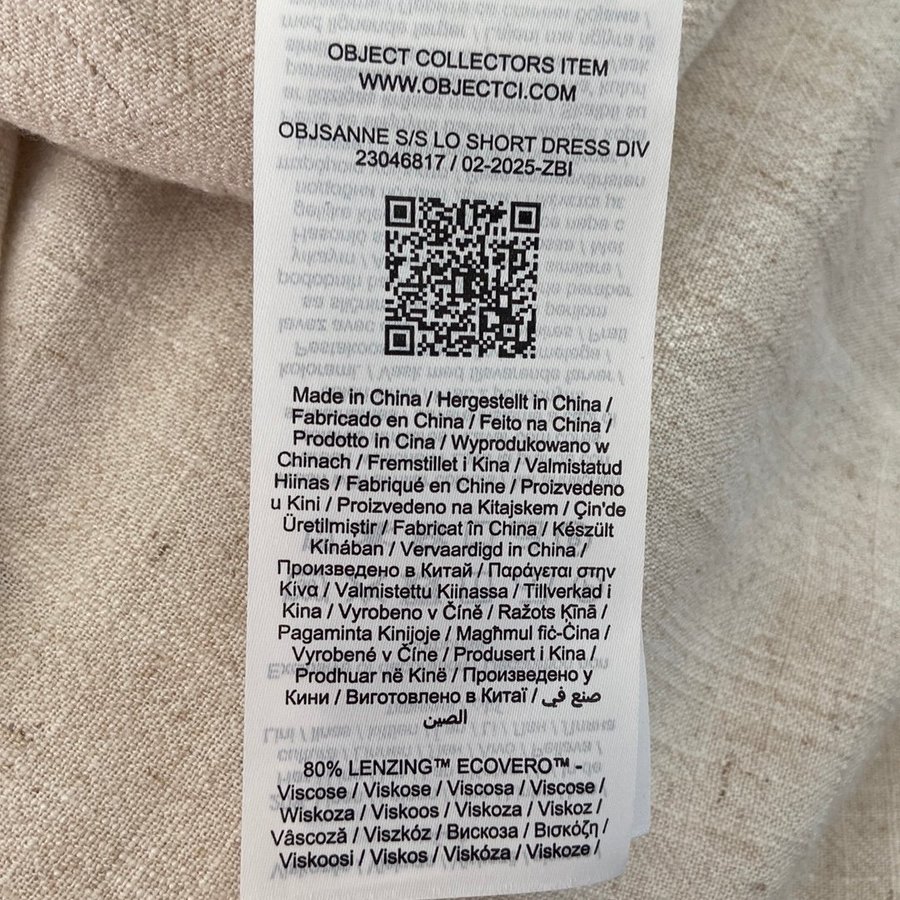 OBJECT COLLECTORS ITEM
WWW.OBJECTCI.COM
OBJSANNE S/S LO SHORT DRESS DIV
23046817 / 02-2025-ZBI
Made in China / Hergestellt in China /
Fabricado en China / Feito na China /
Prodotto in Cina / Wyprodukowano w
Chinach / Fremstillet i Kina / Valmistatud
Hiinas / Fabriqué en Chine / Proizvedeno
u Kini / Proizvedeno na Kitajskem / Çin'de
Üretilmiştir / Fabricat în China / Készült
Kínában / Vervaardigd in China /
Произведено в Китай / Παράγεται στην
Κίνα / Valmistettu Kiinassa / Tillverkad i
Kina / Vyrobeno v Číně / Ražots Ķīnā /
Pagaminta Kinijoje / Magħmul fiċ-Ċina /
Vyrobené v Číne / Produsert i Kina /
Prodhuar në Kinë / Произведено у
Кини / Виготовлено в Китаї / صنع في
الصين
80% LENZING™ ECOVERO™ -
Viscose / Viskose / Viscosa / Viscose /
Wiskoza / Viskoos / Viskoza / Viskoz /
Vâscoză / Viszkóz / Вискоза / Βισκόζη /
Viskoosi / Viskos / Viskóza / Viskoze /